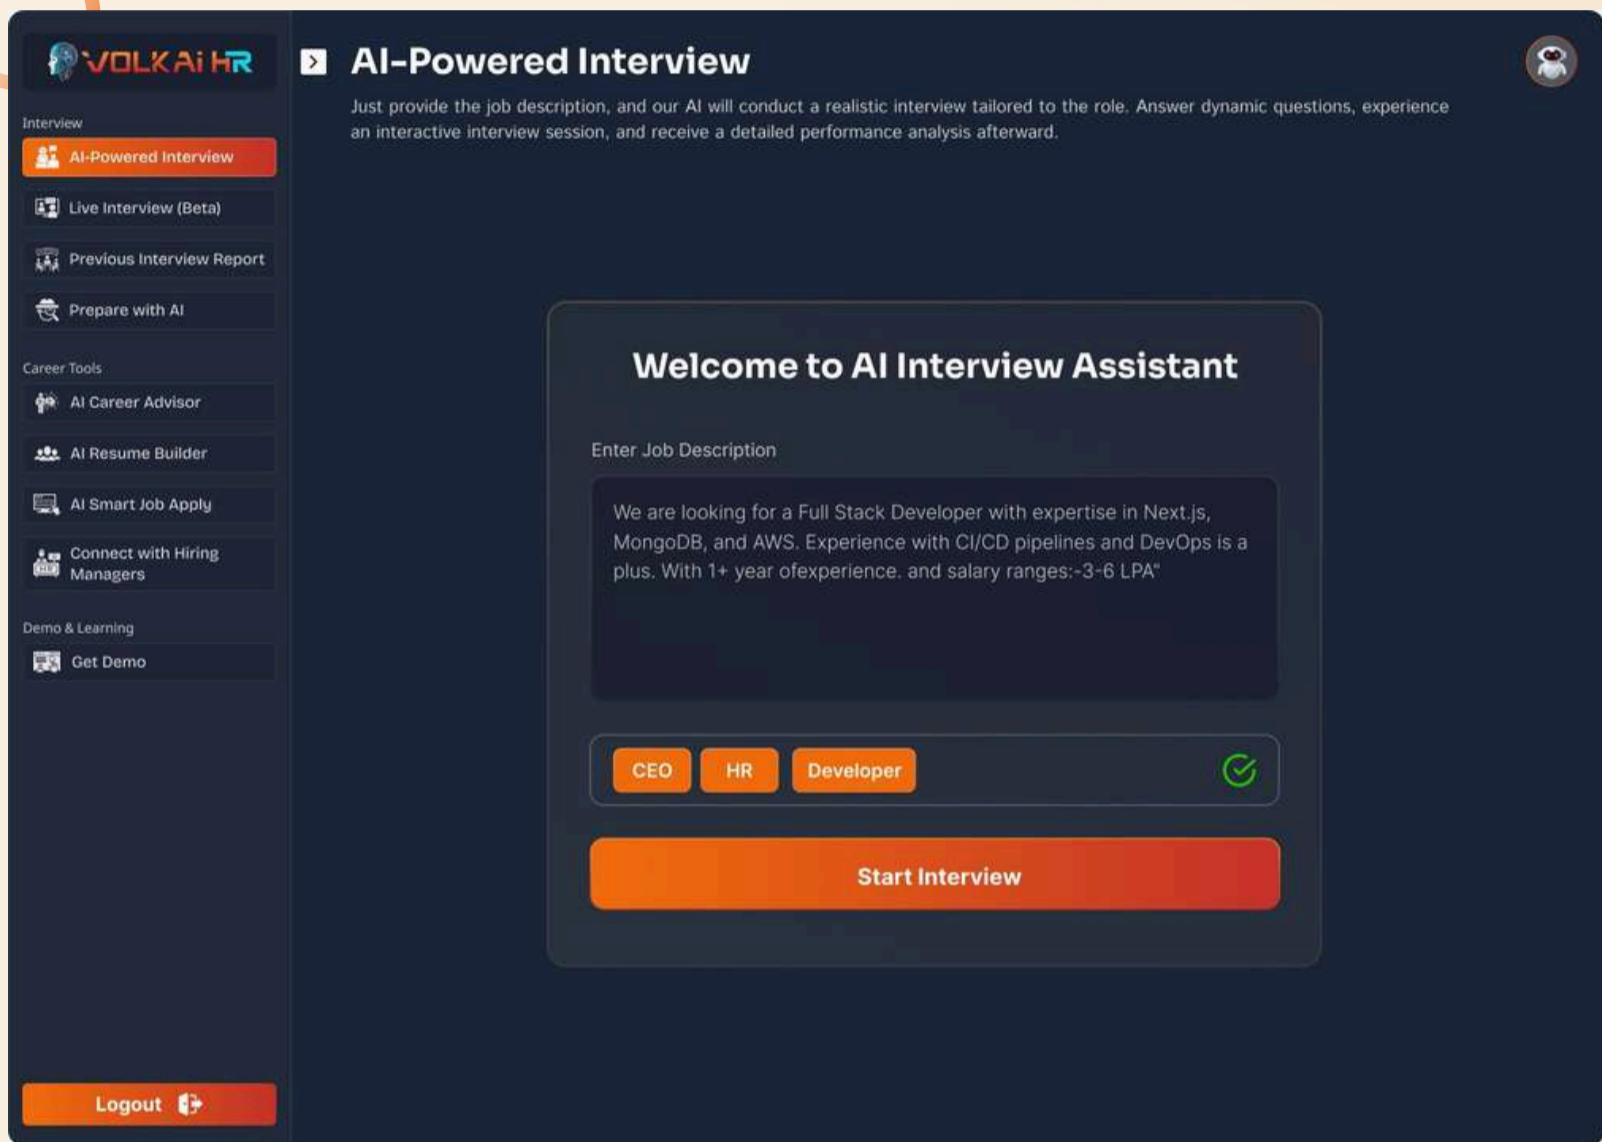 VOLKAi HR
Interview
AI-Powered Interview
Live Interview (Beta)
Previous Interview Report
Prepare with AI
Career Tools
AI Career Advisor
AI Resume Builder
AI Smart Job Apply
Connect with Hiring
Managers
Demo & Learning
Get Demo
Logout
AI-Powered Interview
Just provide the job description, and our AI will conduct a realistic interview tailored to the role. Answer dynamic questions, experience
an interactive interview session, and receive a detailed performance analysis afterward.
Welcome to AI Interview Assistant
Enter Job Description
We are looking for a Full Stack Developer with expertise in Next.js,
MongoDB, and AWS. Experience with CI/CD pipelines and DevOps is a
plus. With 1+ year ofexperience. and salary ranges:-3-6 LPA"
CEO HR Developer
Start Interview